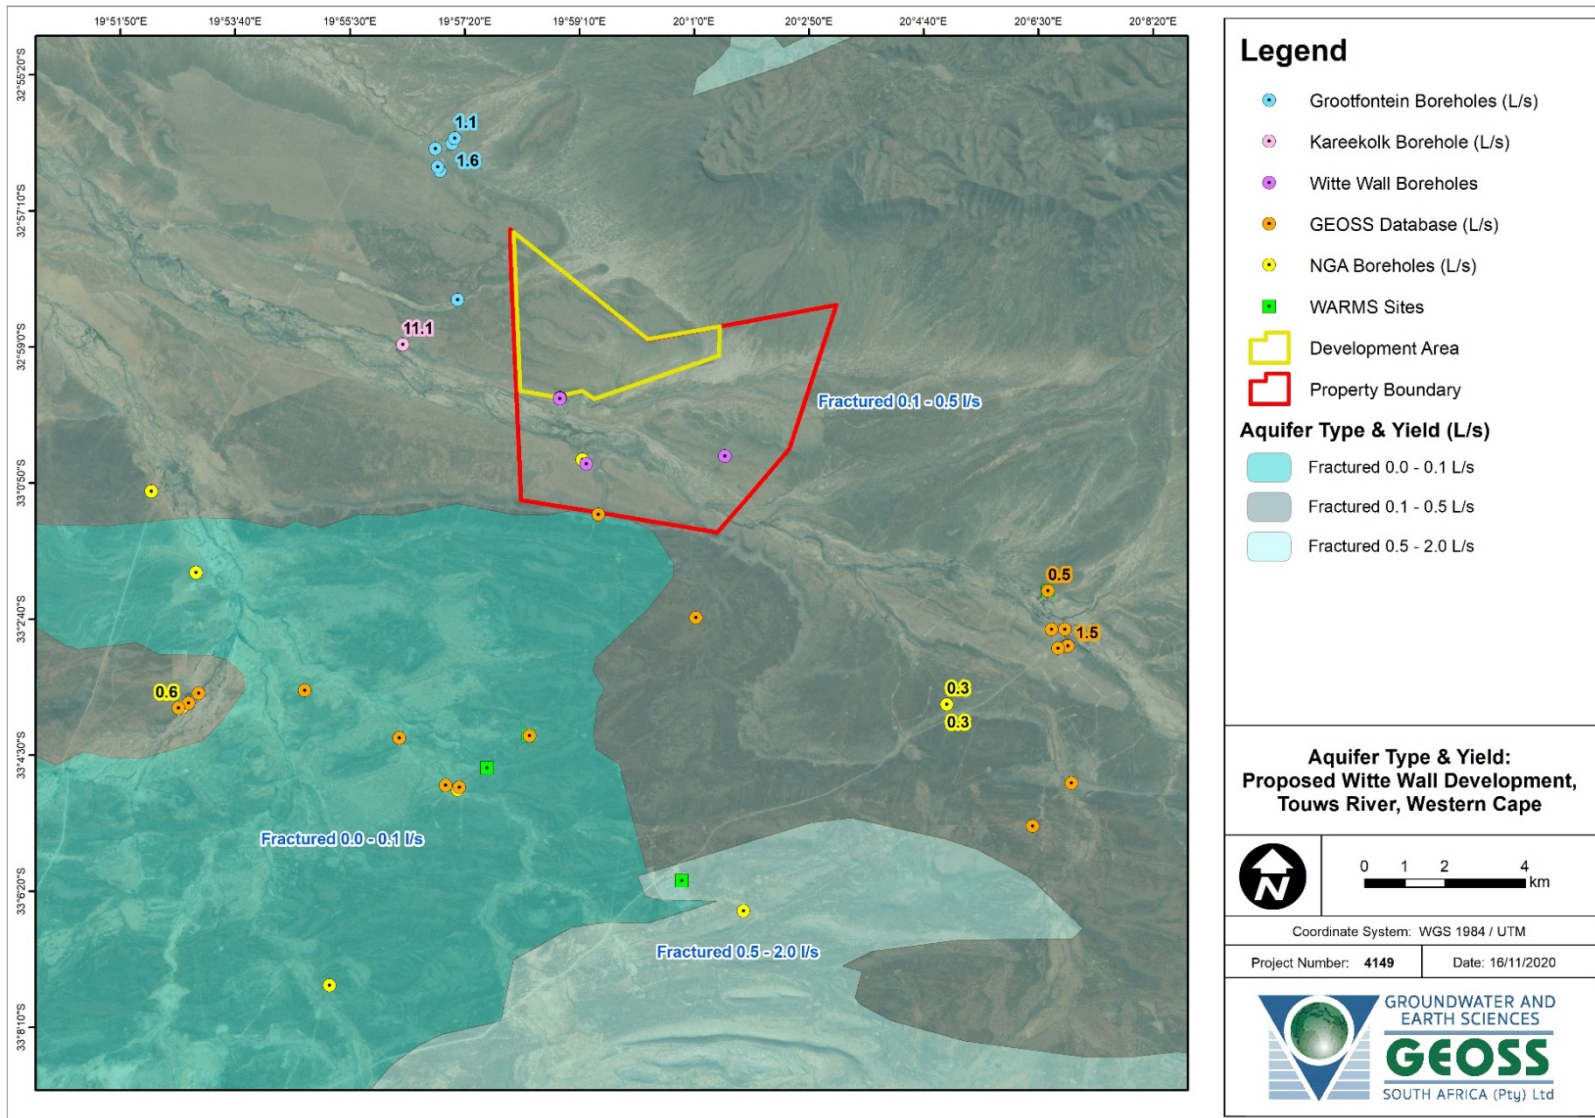 19°51'50"E 19°53'40"E 19°55'30"E 19°57'20"E 19°59'10"E 20°1'0"E 20°2'50"E 20°4'40"E 20°6'30"E 20°8'20"E
32°55'20"S
32°57'10"S
32°59'0"S
33°0'50"S
33°2'40"S
33°4'30"S
33°6'20"S
33°8'10"S
1.1
1.6
11.1
Fractured 0.1 - 0.5 l/s
0.5
1.5
0.6
0.3
0.3
Fractured 0.0 - 0.1 l/s
Fractured 0.5 - 2.0 l/s
Legend
Grootfontein Boreholes (L/s)
Kareekolk Borehole (L/s)
Witte Wall Boreholes
GEOSS Database (L/s)
NGA Boreholes (L/s)
WARMS Sites
Development Area
Property Boundary
Aquifer Type & Yield (L/s)
Fractured 0.0 - 0.1 L/s
Fractured 0.1 - 0.5 L/s
Fractured 0.5 - 2.0 L/s
Aquifer Type & Yield:
Proposed Witte Wall Development,
Touws River, Western Cape
N
0 1 2 4
km
Coordinate System: WGS 1984 / UTM
Project Number: 4149 Date: 16/11/2020
GROUNDWATER AND
EARTH SCIENCES
GEOSS
SOUTH AFRICA (Pty) Ltd